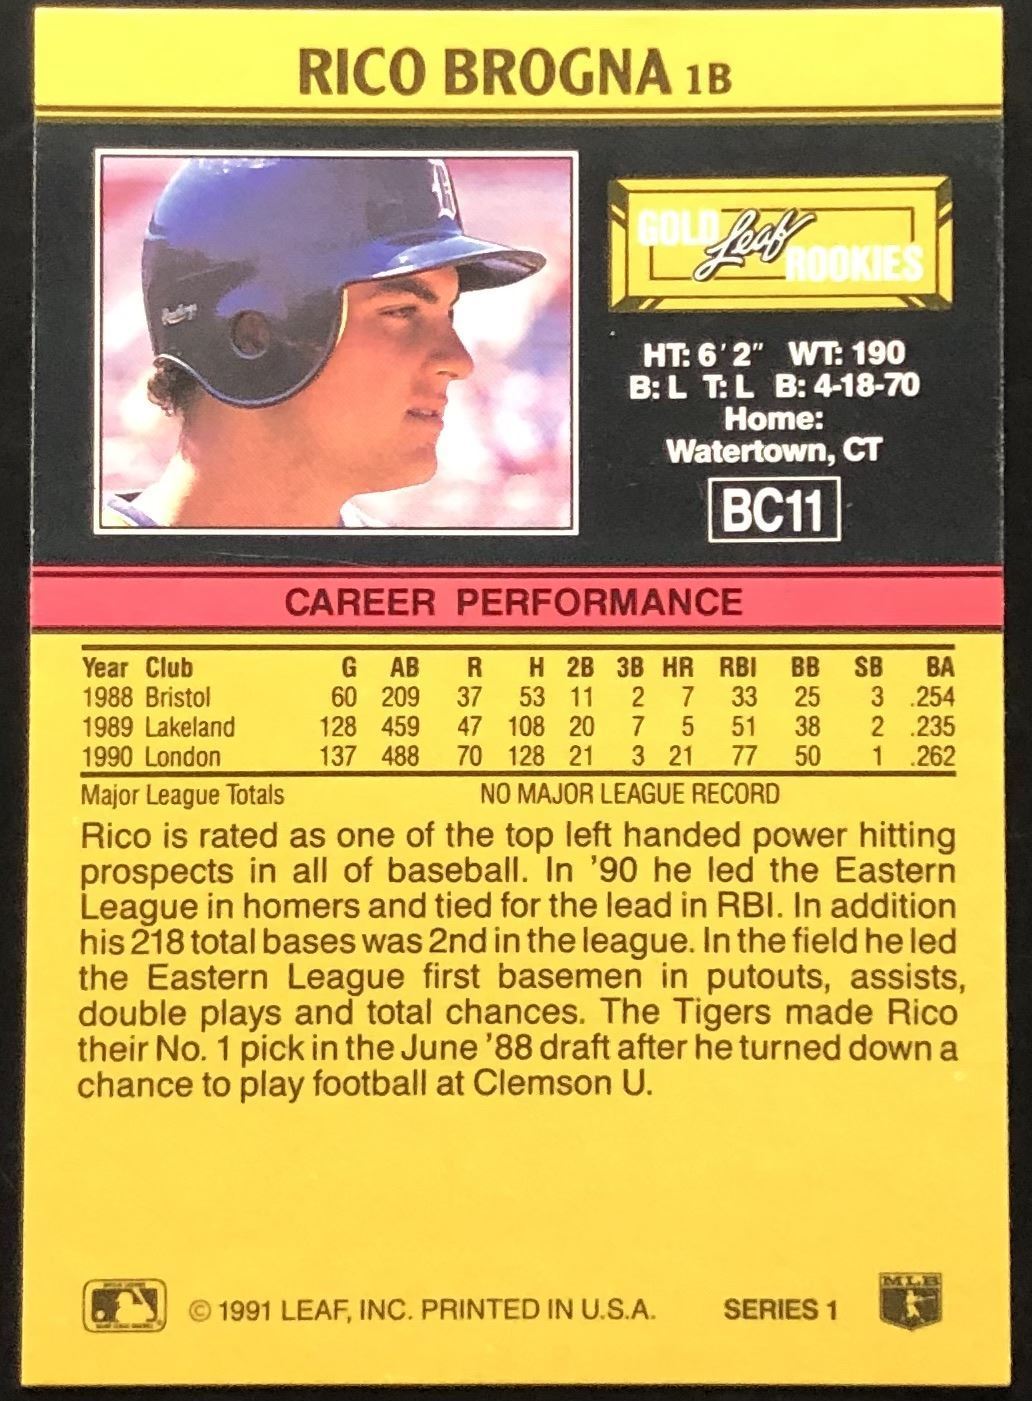 RICO BROGNA 1B
GOLD Leaf ROOKIES
Rawlings
HT: 6'2" WT: 190
B: L T: L B: 4-18-70
Home:
Watertown, CT
BC11
CAREER PERFORMANCE
Year Club G AB R H 2B 3B HR RBI BB SB BA
1988 Bristol 60 209 37 53 11 2 7 33 25 3 .254
1989 Lakeland 128 459 47 108 20 7 5 51 38 2 .235
1990 London 137 488 70 128 21 3 21 77 50 1 .262
Major League Totals NO MAJOR LEAGUE RECORD
Rico is rated as one of the top left handed power hitting
prospects in all of baseball. In '90 he led the Eastern
League in homers and tied for the lead in RBI. In addition
his 218 total bases was 2nd in the league. In the field he led
the Eastern League first basemen in putouts, assists,
double plays and total chances. The Tigers made Rico
their No. 1 pick in the June '88 draft after he turned down a
chance to play football at Clemson U.
© 1991 LEAF, INC. PRINTED IN U.S.A. SERIES 1
MLB